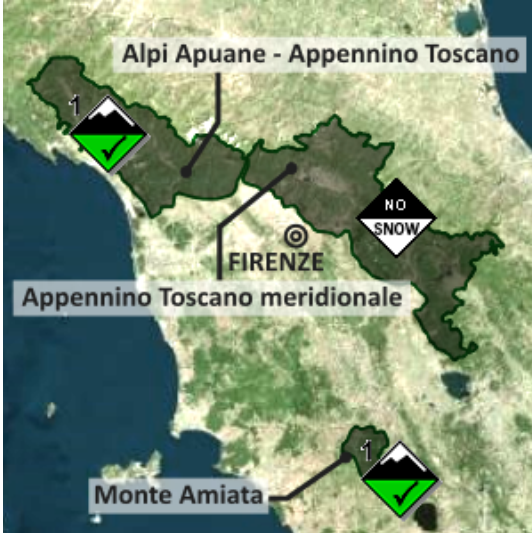 Alpi Apuane - Appennino Toscano
1
NO
SNOW
FIRENZE
Appennino Toscano meridionale
1
Monte Amiata